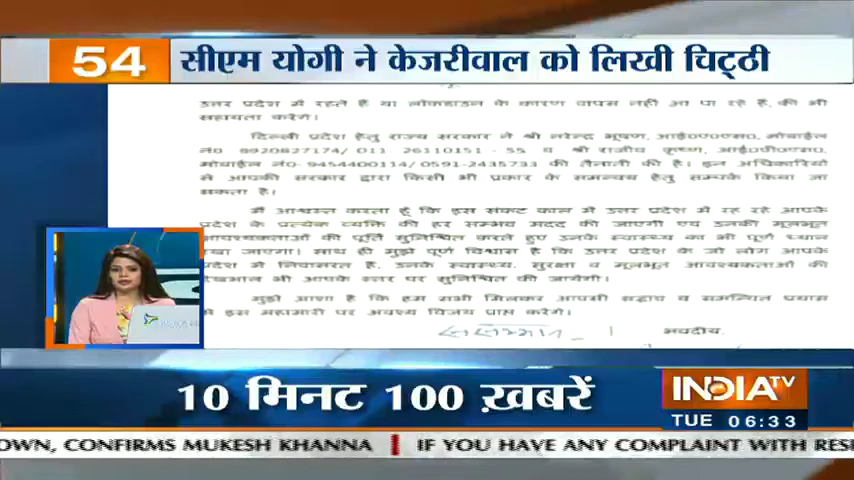 54 सीएम योगी ने केजरीवाल को लिखी चिट्ठी
उत्तर प्रदेश में रहते हैं या लोकडाउन के कारण वापस नहीं आ पा रहे हैं, की भी
सहायता करेंगे।
दिल्ली प्रदेश हेतु राज्य सरकार ने श्री नरेन्द्र भूषण, आई०ए०एस०, मोबाईल
नं० 8920827174/ 011 26110151 - 55 व श्री राजीव कृष्ण, आई०पी०एस०,
मोबाईल नं०- 9454400114/ 0591-2435733 की तैनाती की है। इन अधिकारियों
से आपकी सरकार द्वारा किसी भी प्रकार के समन्वय हेतु सम्पर्क किया जा
सकता है।
मैं आश्वस्त करता हूं कि इस संकट काल में उत्तर प्रदेश में रह रहे आपके
प्रदेश के प्रत्येक व्यक्ति की हर सम्भव मदद की जाएगी एवं उनकी मूलभूत
आवश्यकताओं की पूर्ति सुनिश्चित करते हुए उनके स्वास्थ्य का भी पूर्ण ध्यान
रखा जाएगा। साथ ही मुझे पूर्ण विश्वास है कि उत्तर प्रदेश के जो लोग आपके
प्रदेश में निवासरत हैं, उनके स्वास्थ्य, सुरक्षा व मूलभूत आवश्यकताओं की
देखभाल भी आपके स्तर पर सुनिश्चित की जायेगी।
मुझे आशा है कि हम सभी मिलकर आपसी सद्भाव व समन्वित प्रयास
से इस महामारी पर अवश्य विजय प्राप्त करेंगे।
भवदीय,
10 मिनट 100 ख़बरें
INDIA TV
TUE 06:33
OWN, CONFIRMS MUKESH KHANNA | IF YOU HAVE ANY COMPLAINT WITH RESP